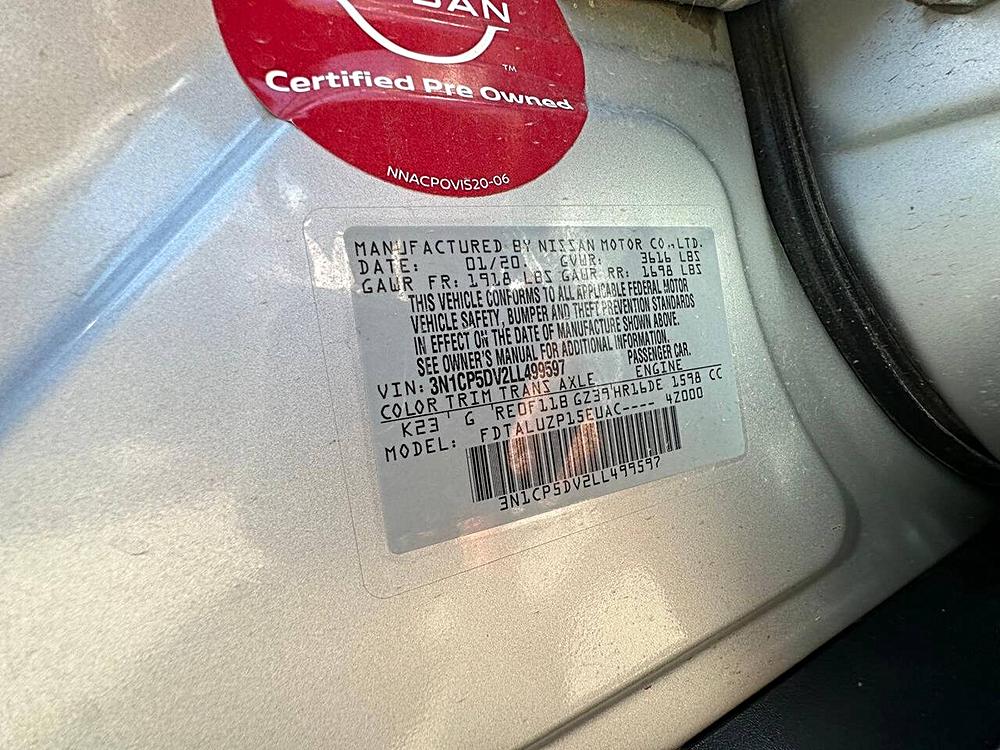 SAN
TM
Certified Pre Owned
NNACPOVIS20-06
MANUFACTURED BY NISSAN MOTOR CO.,LTD.
DATE: 01/20 GVWR: 3616 LBS
GAWR FR: 1918 LBS GAWR RR: 1698 LBS
THIS VEHICLE CONFORMS TO ALL APPLICABLE FEDERAL MOTOR
VEHICLE SAFETY, BUMPER AND THEFT PREVENTION STANDARDS
IN EFFECT ON THE DATE OF MANUFACTURE SHOWN ABOVE.
SEE OWNER'S MANUAL FOR ADDITIONAL INFORMATION.
VIN: 3N1CP5DV2LL499597 PASSENGER CAR.
COLOR TRIM TRANS AXLE ENGINE
K23 G RE0F11B GZ39 HR16DE 1598 CC
MODEL: FDTALUZP15EUAC---- 4Z000
3N1CP5DV2LL499597